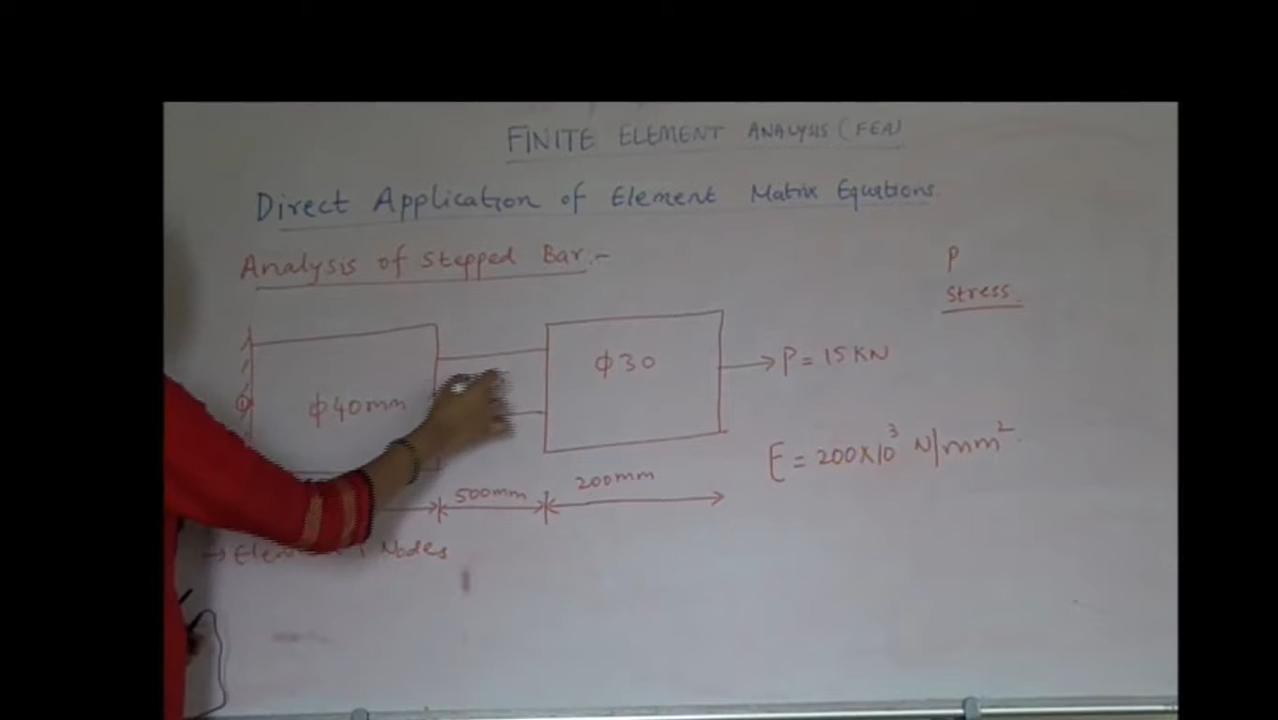 FINITE ELEMENT ANALYSIS (FEA)
Direct Application of Element Matrix Equations.
Analysis of Stepped Bar:-
P
Stress.
ϕ30
P = 15 KN
1
ϕ40mm
E = 200X10³ N/mm²
500mm
200mm
→ Nodes